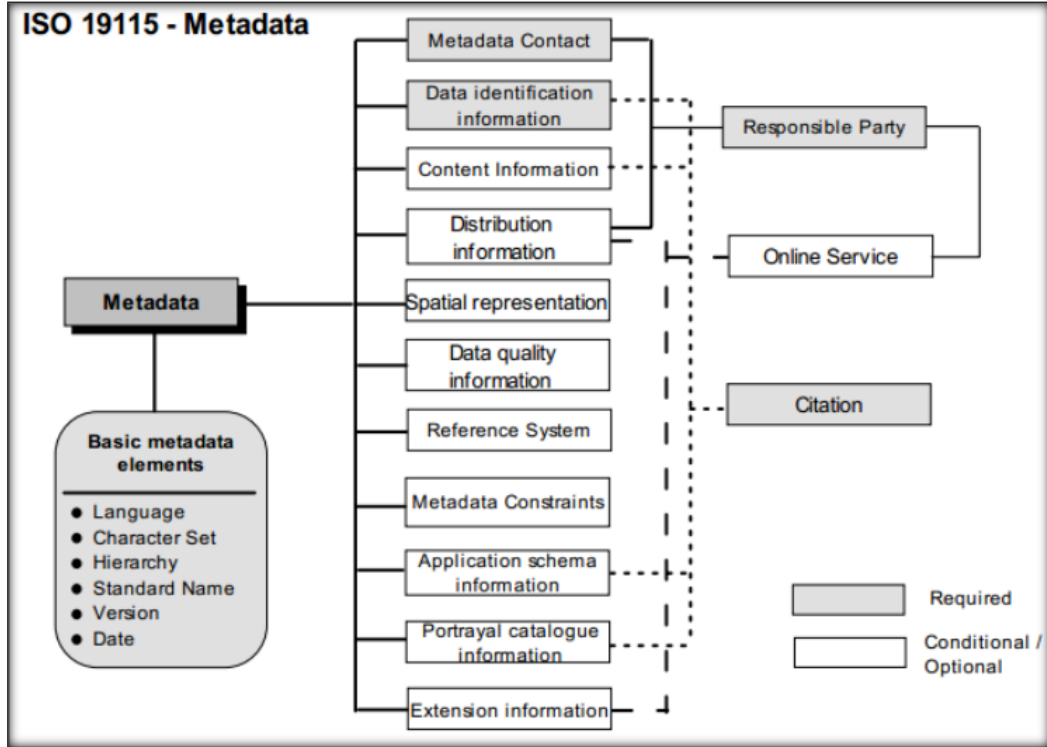 ISO 19115 - Metadata
Metadata Contact
Data identification
information
Content Information
Distribution
information
Spatial representation
Data quality
information
Reference System
Metadata Constraints
Application schema
information
Portrayal catalogue
information
Extension information
Metadata
Basic metadata
elements
● Language
● Character Set
● Hierarchy
● Standard Name
● Version
● Date
Responsible Party
Online Service
Citation
Required
Conditional /
Optional